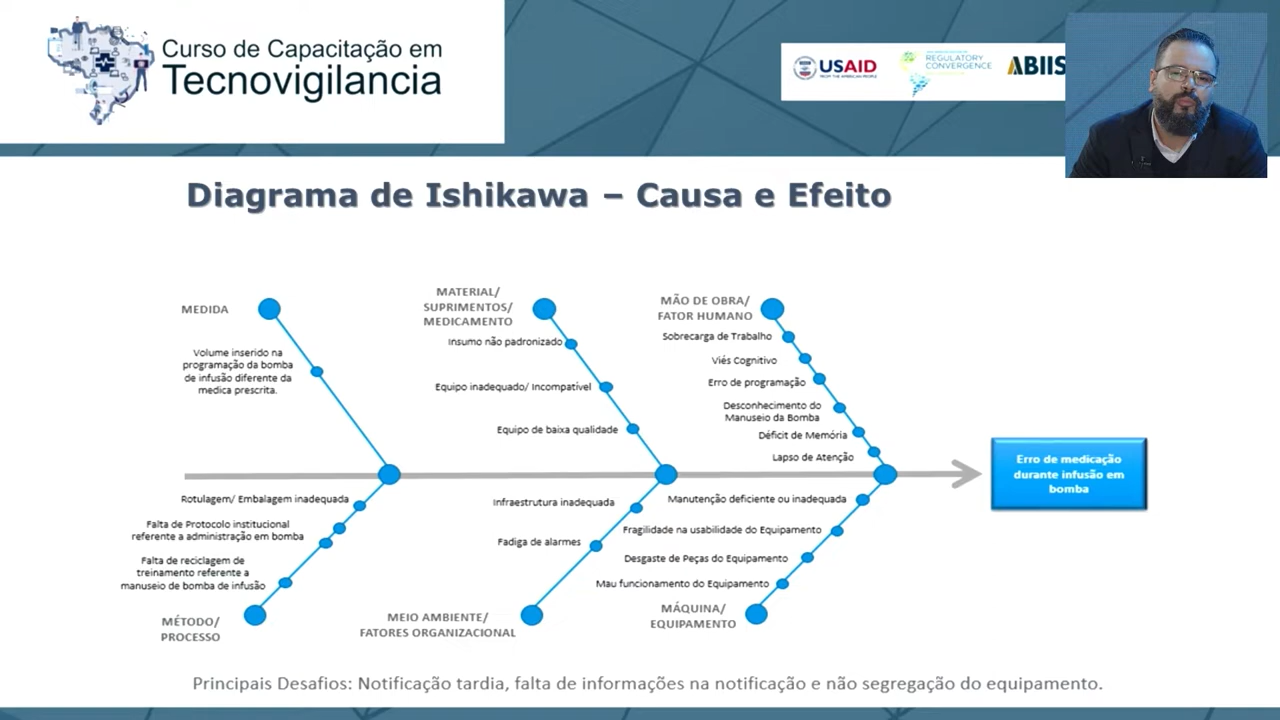 Curso de Capacitação em
Tecnovigilancia
USAID
FROM THE AMERICAN PEOPLE
REGULATORY
CONVERGENCE
ABIIS
Diagrama de Ishikawa – Causa e Efeito
MEDIDA
Volume inserido na
programação da bomba
de infusão diferente da
medica prescrita.
MATERIAL/
SUPRIMENTOS/
MEDICAMENTO
Insumo não padronizado
Equipo inadequado/ Incompatível
Equipo de baixa qualidade
MÃO DE OBRA/
FATOR HUMANO
Sobrecarga de Trabalho
Viés Cognitivo
Erro de programação
Desconhecimento do
Manuseio da Bomba
Déficit de Memória
Lapso de Atenção
Erro de medicação
durante infusão em
bomba
Rotulagem/ Embalagem inadequada
Falta de Protocolo institucional
referente a administração em bomba
Falta de reciclagem de
treinamento referente a
manuseio de bomba de infusão
MÉTODO/
PROCESSO
Infraestrutura inadequada
Fadiga de alarmes
MEIO AMBIENTE/
FATORES ORGANIZACIONAL
Manutenção deficiente ou inadequada
Fragilidade na usabilidade do Equipamento
Desgaste de Peças do Equipamento
Mau funcionamento do Equipamento
MÁQUINA/
EQUIPAMENTO
Principais Desafios: Notificação tardia, falta de informações na notificação e não segregação do equipamento.